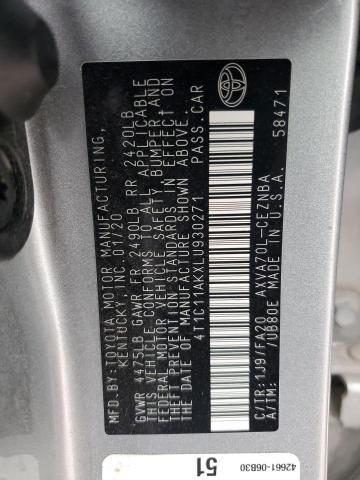 MFD.BY:TOYOTA MOTOR MANUFACTURING,
KENTUCKY, INC. 01/20
GVWR 4475LB GAWR FR 2490LB RR 2420LB
THIS VEHICLE CONFORMS TO ALL APPLICABLE
FEDERAL MOTOR VEHICLE SAFETY, BUMPER AND
THEFT PREVENTION STANDARDS IN EFFECT ON
THE DATE OF MANUFACTURE SHOWN ABOVE.
4T1C11AKXLU930271 PASS.CAR
C/TR:1J9/FA20 AXVA70L-CEZNBA
A/TM: /UB80E MADE IN U.S.A. 58471
42661-06B30
51